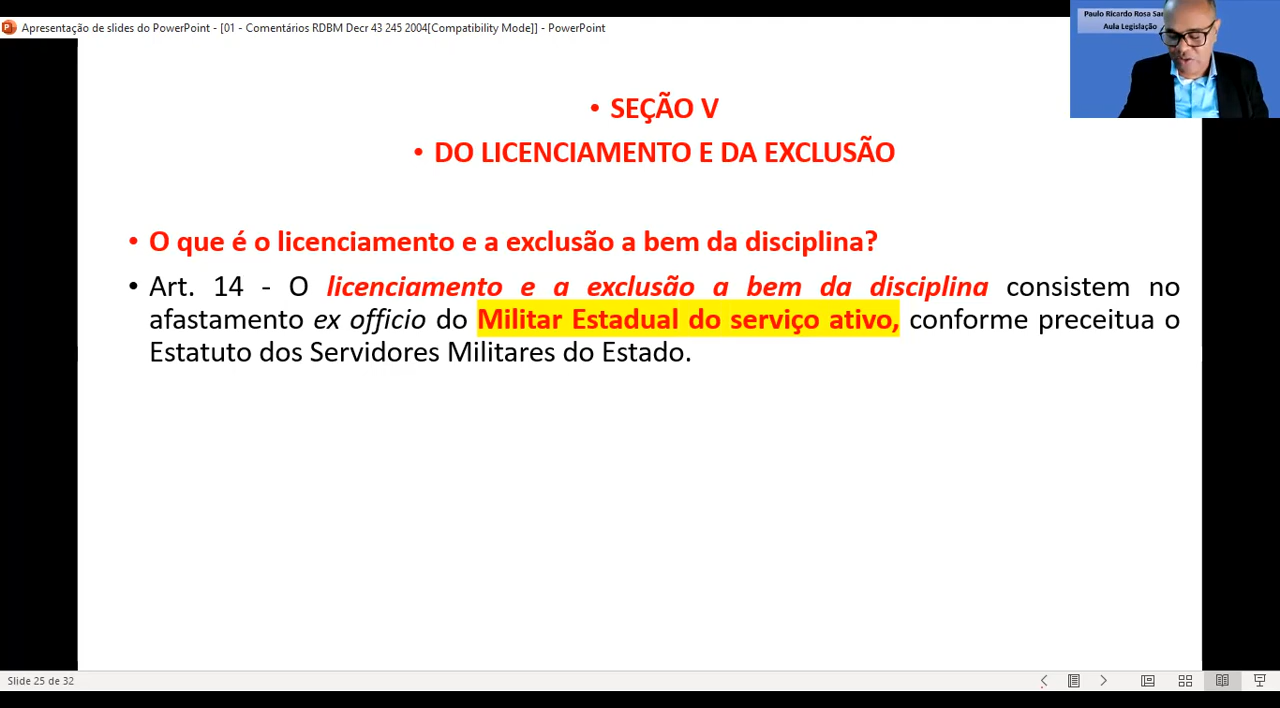 Apresentação de slides do PowerPoint - [01 - Comentários RDBM Decr 43 245 2004[Compatibility Mode]] - PowerPoint
Paulo Ricardo Rosa
Aula Legislação
• SEÇÃO V
• DO LICENCIAMENTO E DA EXCLUSÃO
• O que é o licenciamento e a exclusão a bem da disciplina?
• Art. 14 - O licenciamento e a exclusão a bem da disciplina consistem no
afastamento ex officio do Militar Estadual do serviço ativo, conforme preceitua o
Estatuto dos Servidores Militares do Estado.
Slide 25 de 32